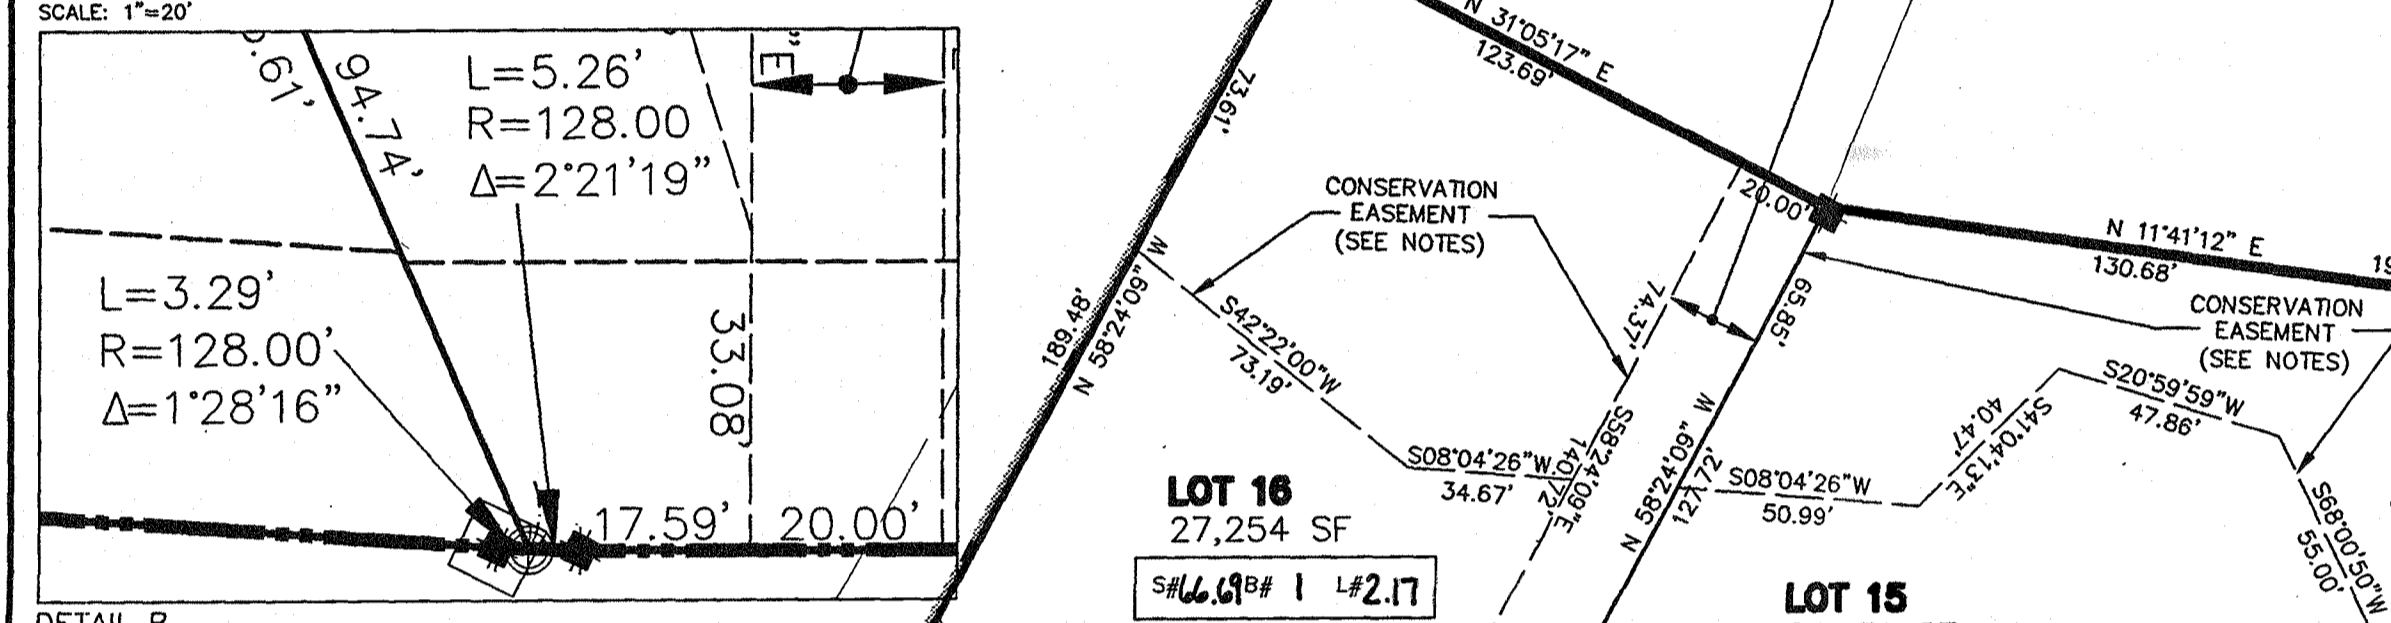 SCALE: 1"=20'
94.74'
L=5.26'
R=128.00
Δ=2°21'19"
"E
L=3.29'
R=128.00'
Δ=1°28'16"
33.08'
17.59'
20.00'
N 31°05'17" E
123.69'
73.61'
CONSERVATION
EASEMENT
(SEE NOTES)
20.00'
N 11°41'12" E
130.68'
189.48'
N 58°24'09" W
S42°22'00"W
73.19'
74.37'
65.85'
CONSERVATION
EASEMENT
(SEE NOTES)
S20°59'59"W
47.86'
S41°04'13"E
40.47'
S08°04'26"W
34.67'
S58°24'09"E
140.72'
N 58°24'09" W
127.72'
S08°04'26"W
50.99'
S68°00'50"W
55.00'
LOT 16
27,254 SF
S#66.69B# 1 L#2.17
LOT 15